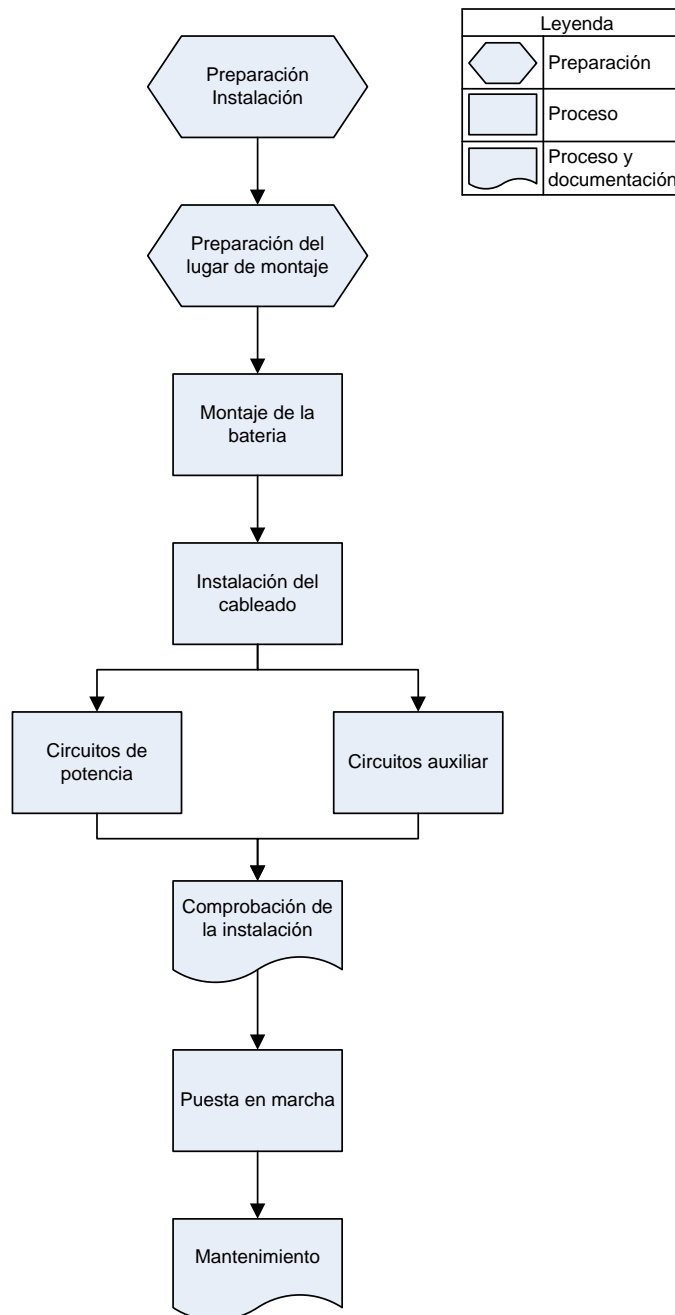 Preparación
Instalación
Leyenda
Preparación
Proceso
Proceso y
documentación
Preparación del
lugar de montaje
Montaje de la
bateria
Instalación del
cableado
Circuitos de
potencia
Circuitos auxiliar
Comprobación de
la instalación
Puesta en marcha
Mantenimiento